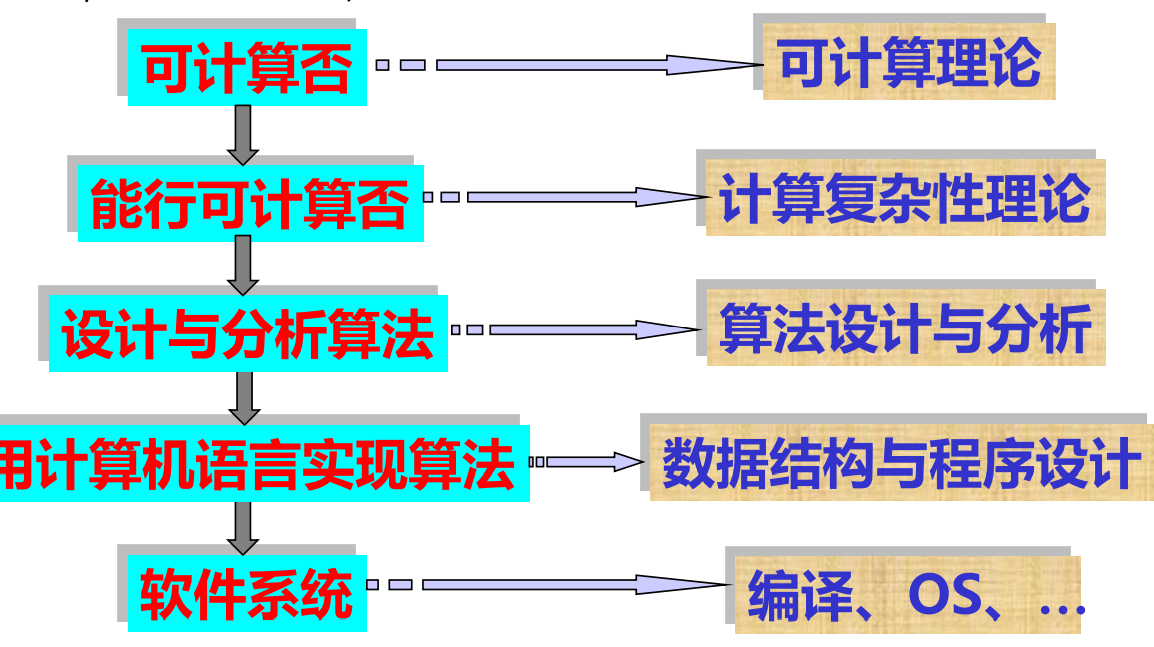 可计算否
可计算理论
能行可计算否
计算复杂性理论
设计与分析算法
算法设计与分析
用计算机语言实现算法
数据结构与程序设计
软件系统
编译、OS、…